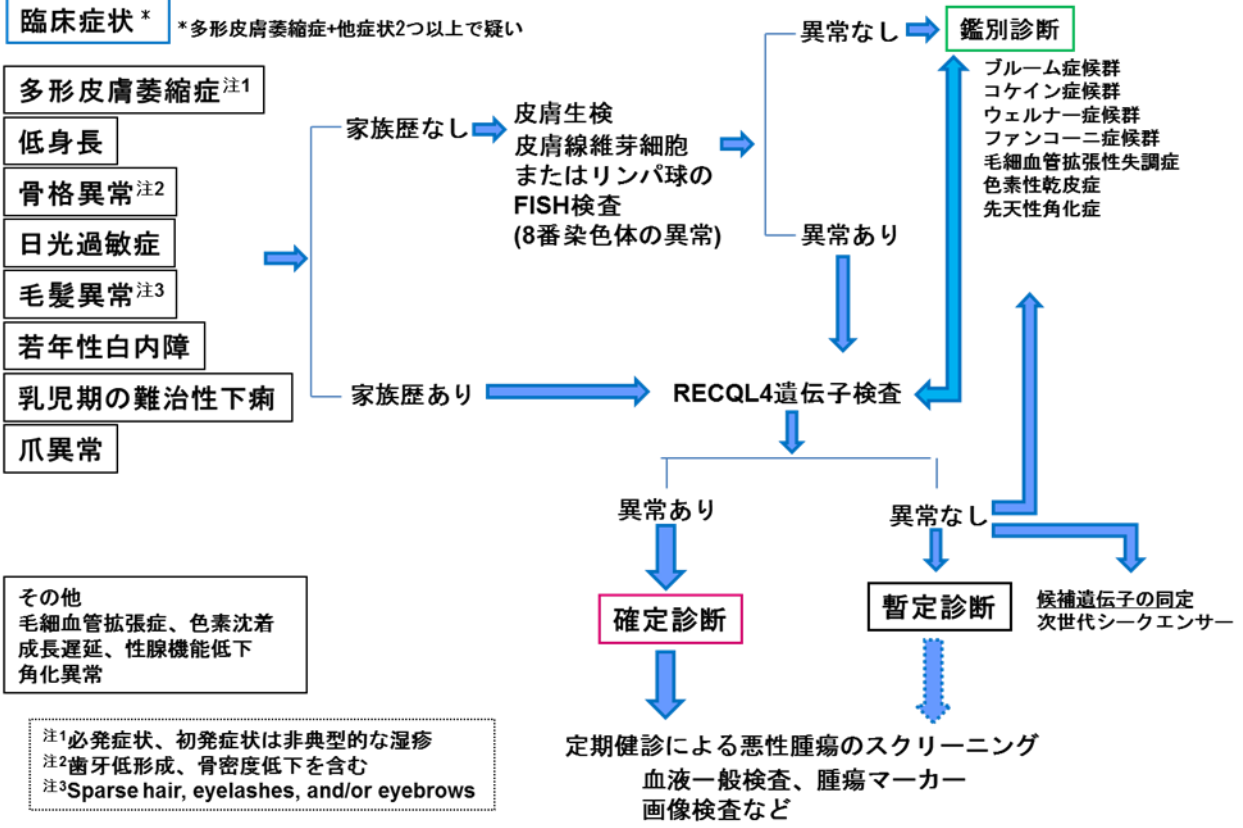 臨床症状*
*多形皮膚萎縮症+他症状2つ以上で疑い
多形皮膚萎縮症注1
低身長
骨格異常注2
日光過敏症
毛髪異常注3
若年性白内障
乳児期の難治性下痢
爪異常
家族歴なし
皮膚生検
皮膚線維芽細胞
またはリンパ球の
FISH検査
(8番染色体の異常)
異常なし
異常あり
鑑別診断
ブルーム症候群
コケイン症候群
ウェルナー症候群
ファンコーニ症候群
毛細血管拡張性失調症
色素性乾皮症
先天性角化症
家族歴あり
RECQL4遺伝子検査
異常あり
異常なし
確定診断
暫定診断
候補遺伝子の同定
次世代シークエンサー
定期健診による悪性腫瘍のスクリーニング
血液一般検査、腫瘍マーカー
画像検査など
その他
毛細血管拡張症、色素沈着
成長遅延、性腺機能低下
角化異常
注1必発症状、初発症状は非典型的な湿疹
注2歯牙低形成、骨密度低下を含む
注3Sparse hair, eyelashes, and/or eyebrows